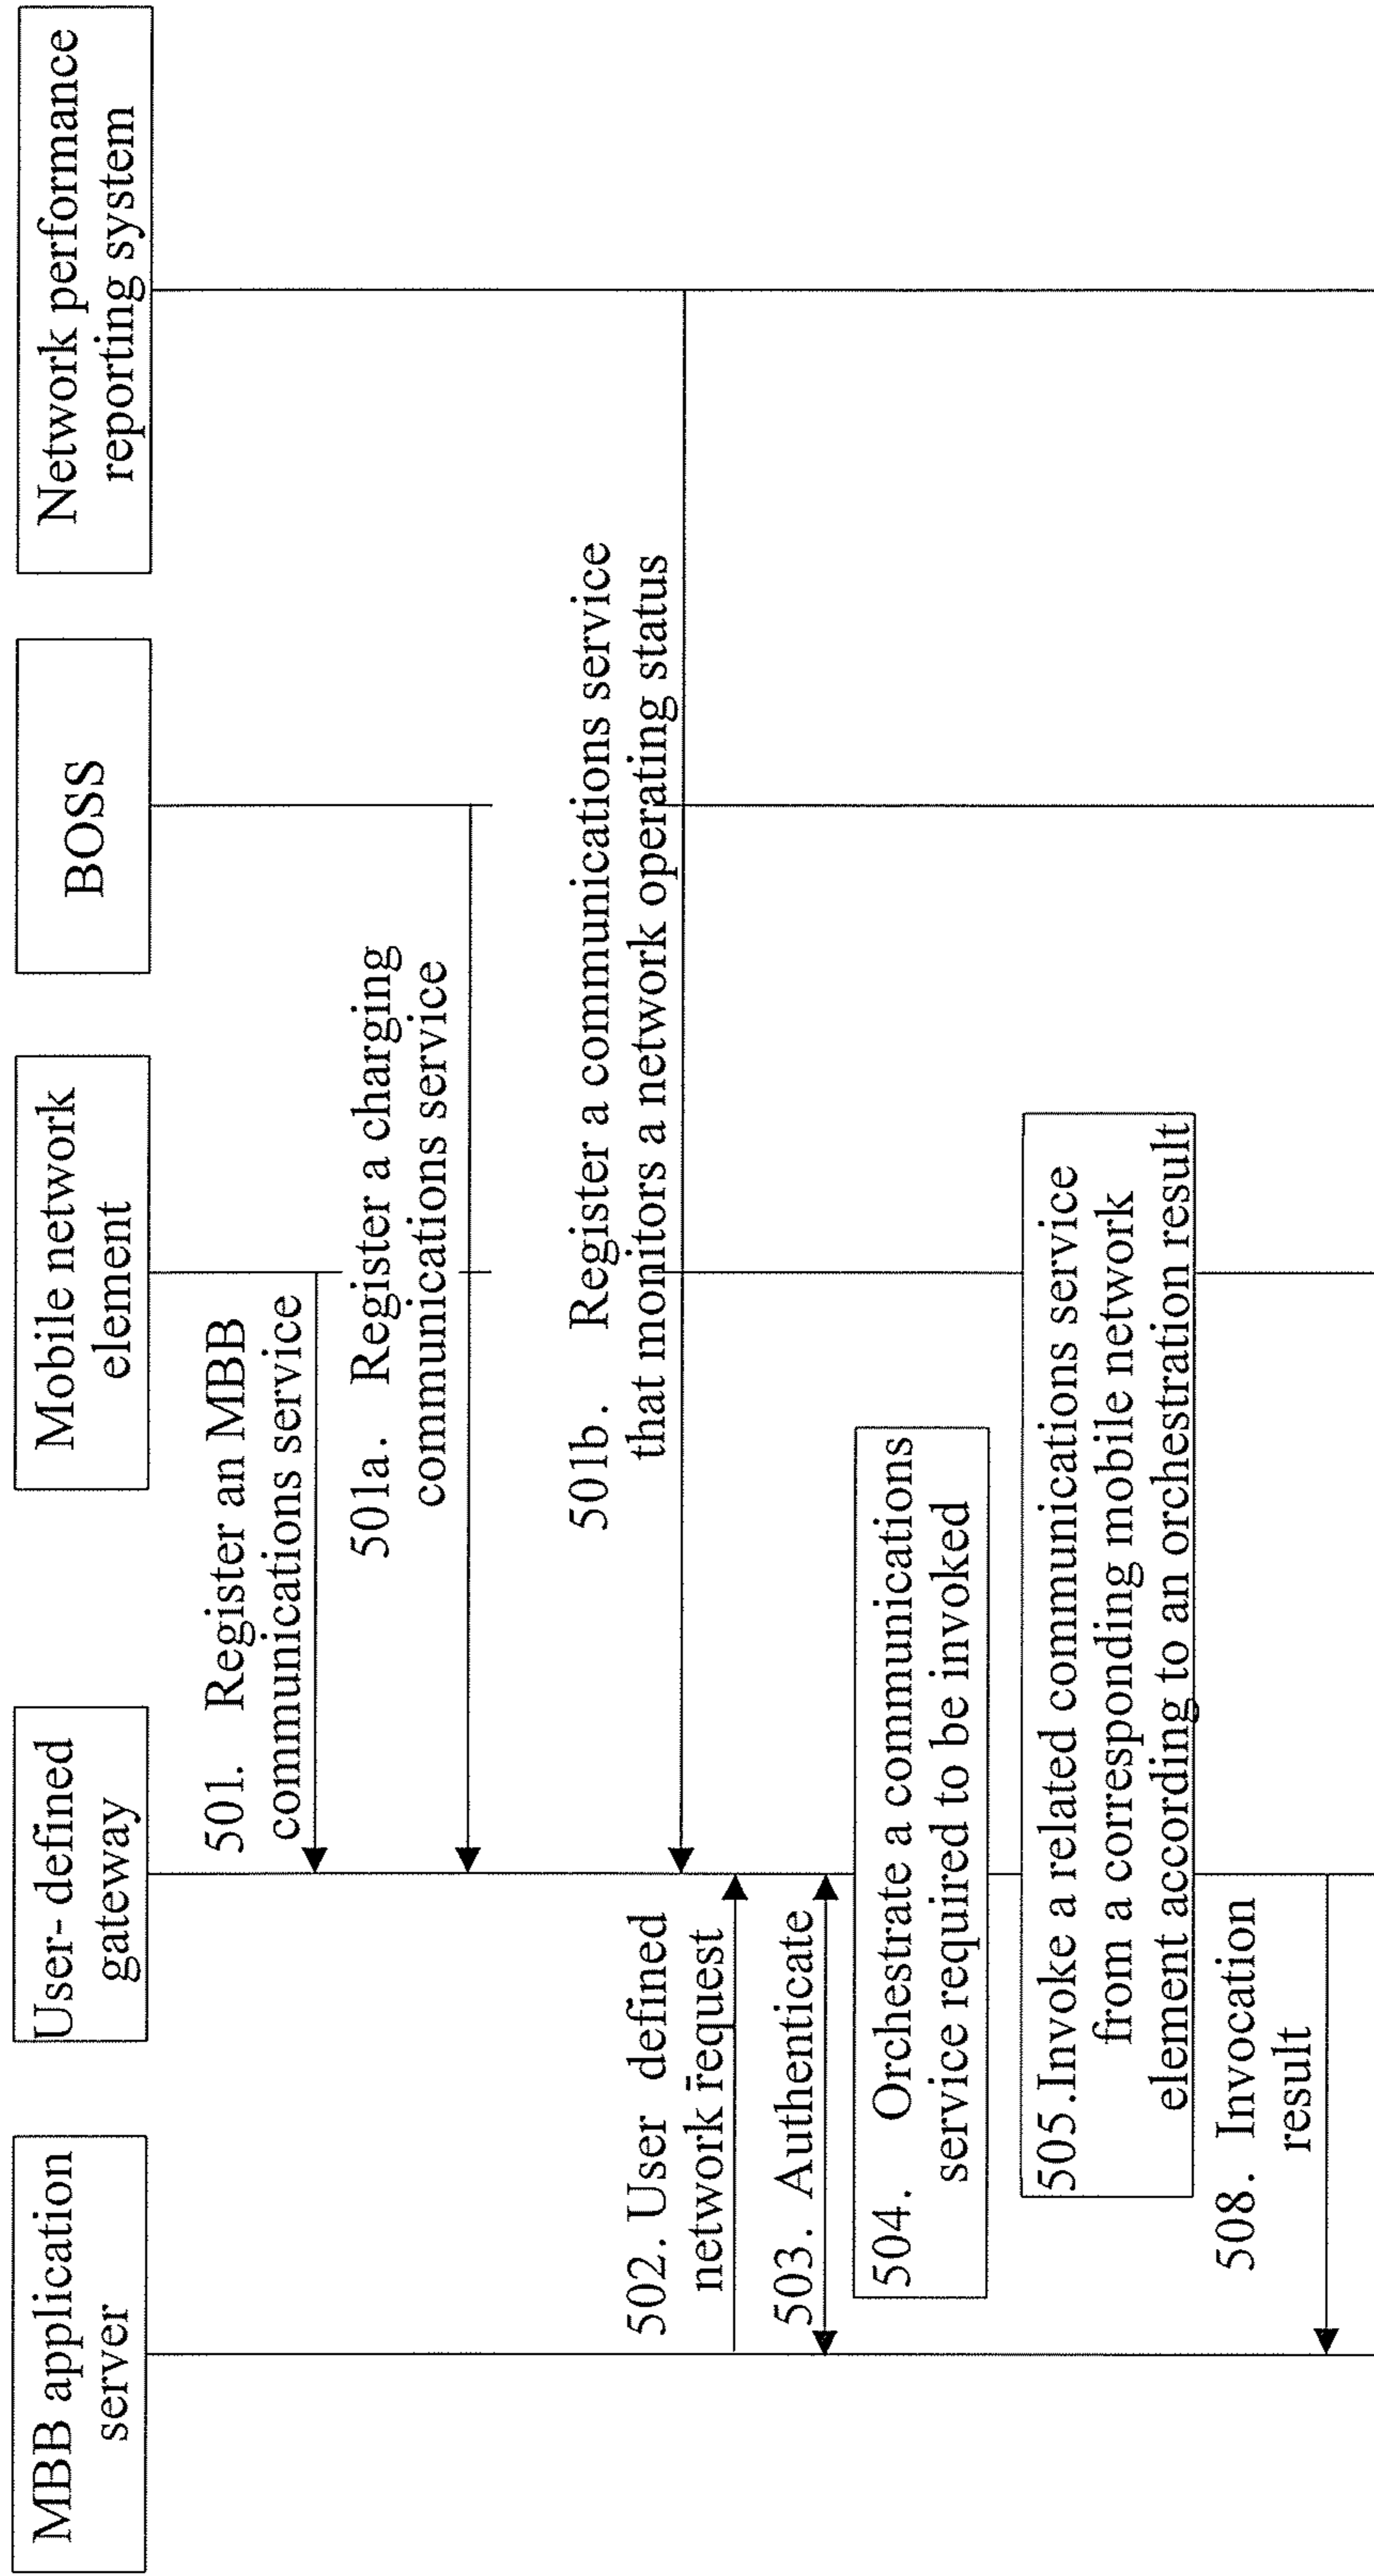 MBB application
server
User- defined
gateway
Mobile network
element
BOSS
Network performance
reporting system
501. Register an MBB
communications service
501a. Register a charging
communications service
501b. Register a communications service
that monitors a network operating status
502. User defined
network request
503. Authenticate
504. Orchestrate a communications
service required to be invoked
505.Invoke a related communications service
from a corresponding mobile network
element according to an orchestration result
508. Invocation
result